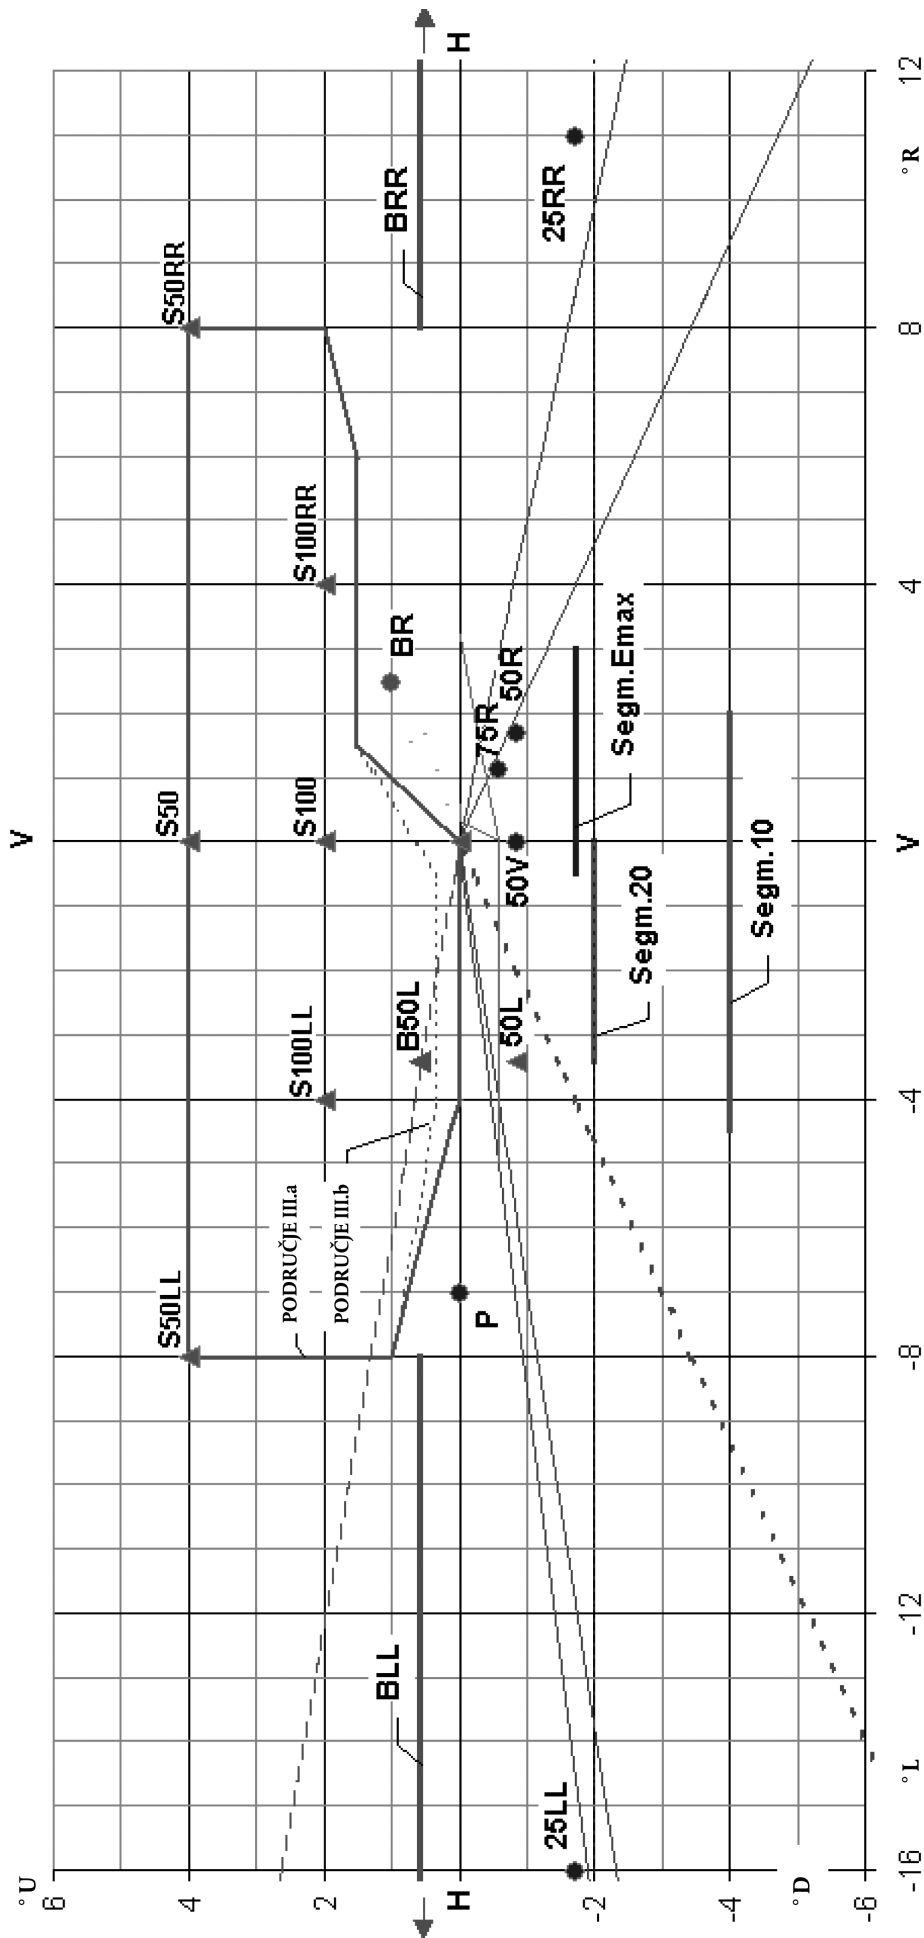 V
°U
6
4
2
-2
-4
-6
°D
H
H
S50LL
S50
S50RR
S100LL
S100
S100RR
PODRUČJE III.a
PODRUČJE III.b
BLL
B50L
BR
BRR
P
75R
50R
50L
50V
25LL
25RR
Segm.Emax
Segm.20
Segm.10
°L
V
°R
-16
-12
-8
-4
4
8
12